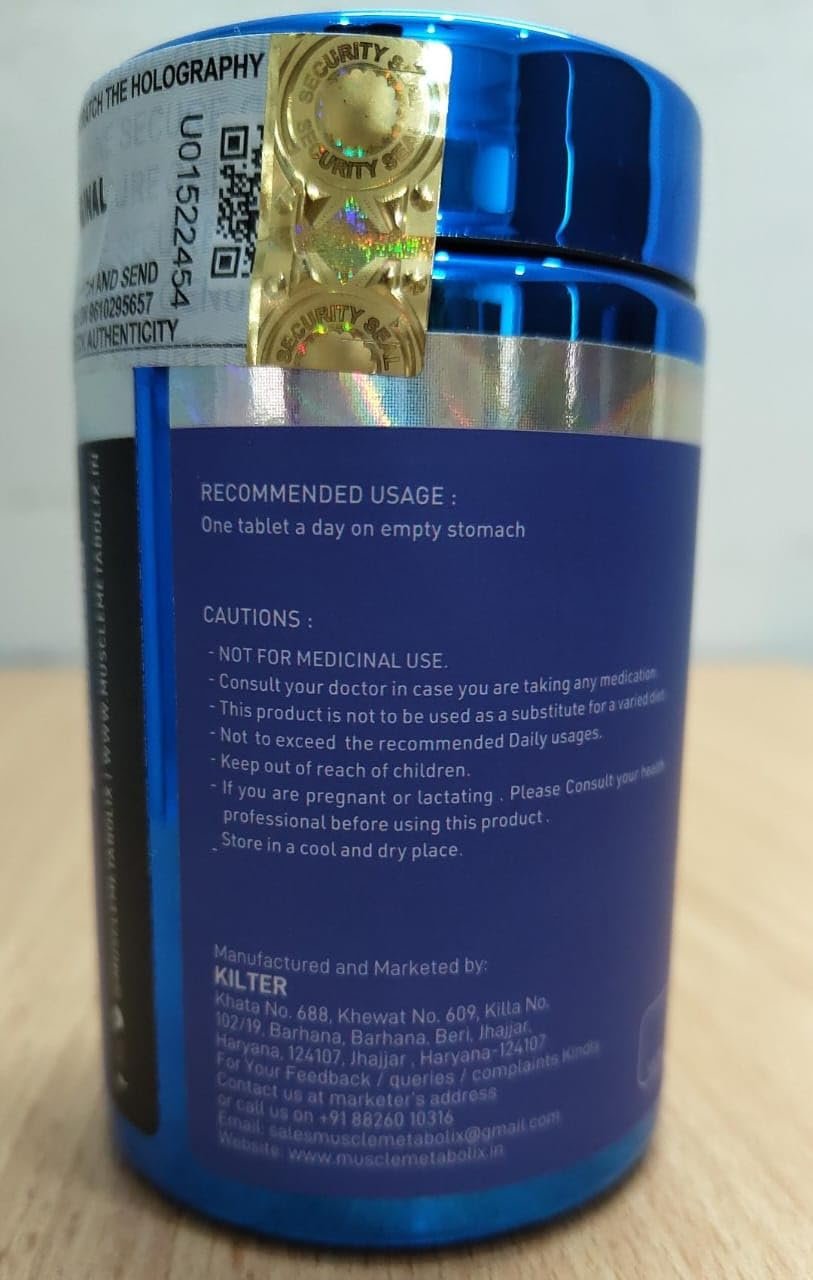 ATCH THE HOLOGRAPHY
U01522454
INAL
H AND SEND
9610295657
AUTHENTICITY
SECURITY SEAL
SECURITY SEAL
SECURITY SEAL
WWW.MUSCLEMETABOLIX.IN
RECOMMENDED USAGE :
One tablet a day on empty stomach
CAUTIONS :
- NOT FOR MEDICINAL USE.
- Consult your doctor in case you are taking any medication
- This product is not to be used as a substitute for a varied diet
- Not to exceed the recommended Daily usages.
- Keep out of reach of children.
- If you are pregnant or lactating . Please Consult your health
professional before using this product.
- Store in a cool and dry place.
Manufactured and Marketed by:
KILTER
Khata No. 688, Khewat No. 609, Killa No.
102/19, Barhana, Barhana, Beri, Jhajjar,
Haryana, 124107, Jhajjar , Haryana-124107
For Your Feedback / queries / complaints Kindly
Contact us at marketer's address
or call us on +91 88260 10316
Email: salesmusclemetabolix@gmail.com
Website: www.musclemetabolix.in